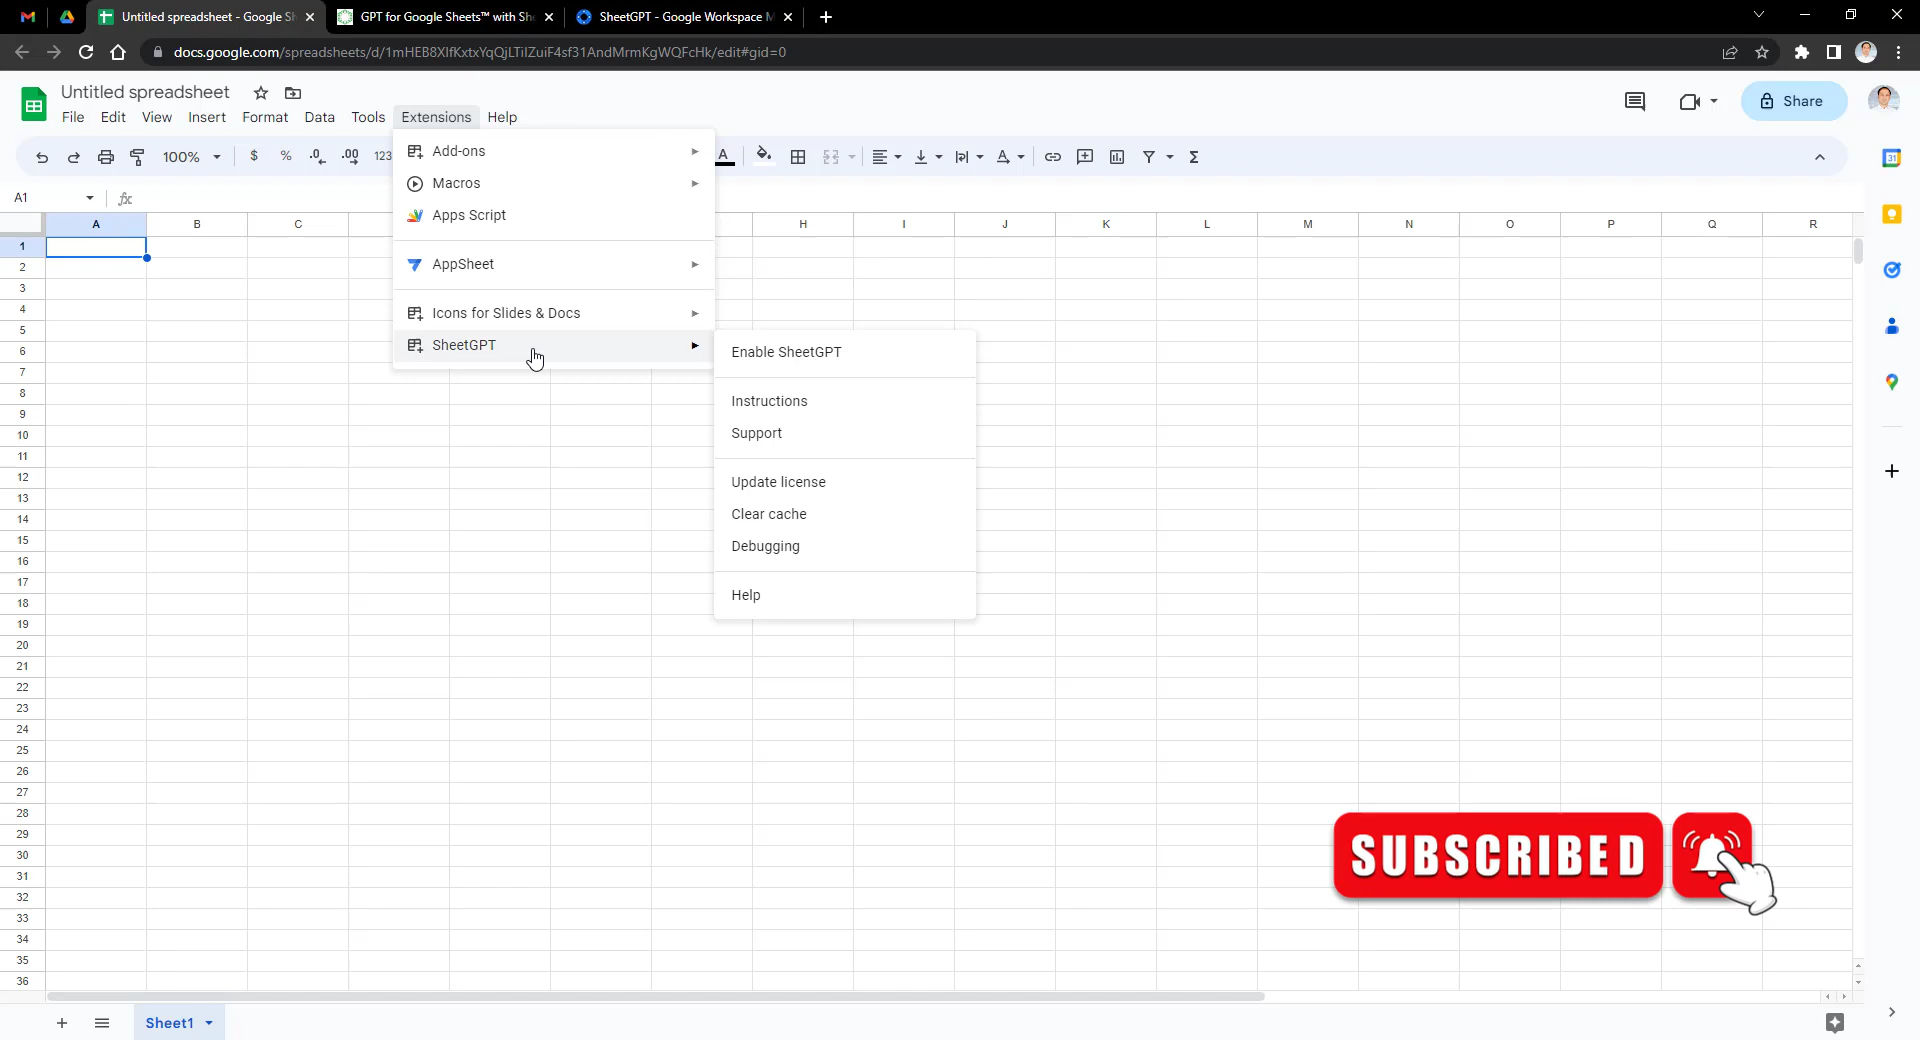 Untitled spreadsheet - Google Sh
GPT for Google Sheets™ with She
SheetGPT - Google Workspace M
docs.google.com/spreadsheets/d/1mHEB8XIfKxtxYqQjLTiIZuiF4sf31AndMrmKgWQFcHk/edit#gid=0
Untitled spreadsheet
File Edit View Insert Format Data Tools Extensions Help
Share
100% $ % .0 .00 123 A
31
A1 fx
A B C H I J K L M N O P Q R
Add-ons
Macros
Apps Script
AppSheet
Icons for Slides & Docs
SheetGPT
Enable SheetGPT
Instructions
Support
Update license
Clear cache
Debugging
Help
1
2
3
4
5
6
7
8
9
10
11
12
13
14
15
16
17
18
19
20
21
22
23
24
25
26
27
28
29
30
31
32
33
34
35
36
SUBSCRIBED
Sheet1